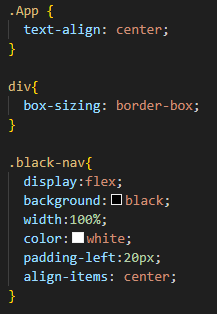 .App {
  text-align: center;
}

div{
  box-sizing: border-box;
}

.black-nav{
  display:flex;
  background:black;
  width:100%;
  color:white;
  padding-left:20px;
  align-items: center;
}